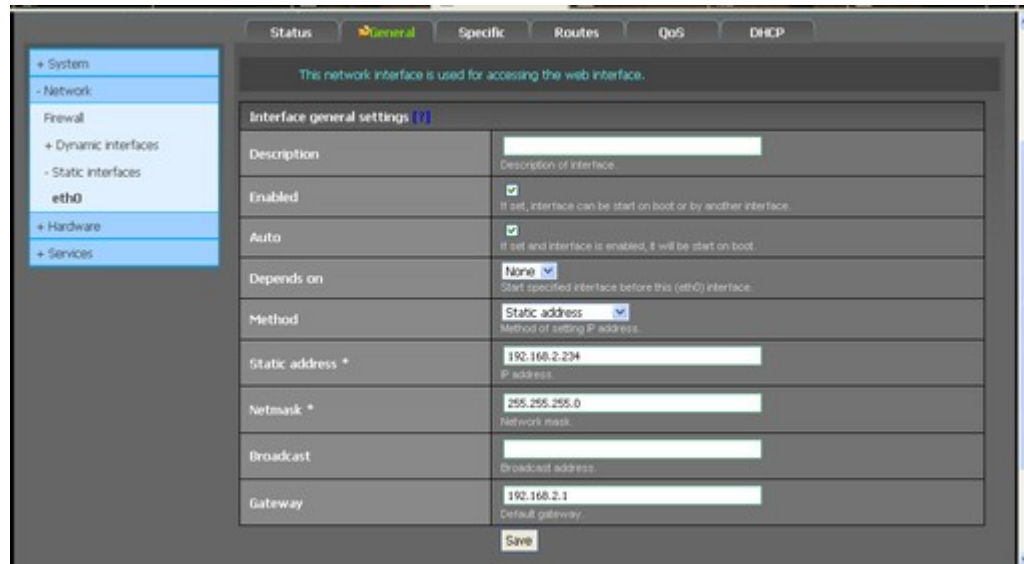 Status General Specific Routes QoS DHCP
+ System
- Network
Firewall
+ Dynamic interfaces
- Static interfaces
eth0
+ Hardware
+ Services
This network interface is used for accessing the web interface.
Interface general settings [?]
Description
Description of interface.
Enabled
If set, interface can be start on boot or by another interface.
Auto
If set and interface is enabled, it will be start on boot.
Depends on
None
Start specified interface before this (eth0) interface.
Method
Static address
Method of setting IP address.
Static address *
192.168.2.234
IP address.
Netmask *
255.255.255.0
Network mask.
Broadcast
Broadcast address.
Gateway
192.168.2.1
Default gateway.
Save